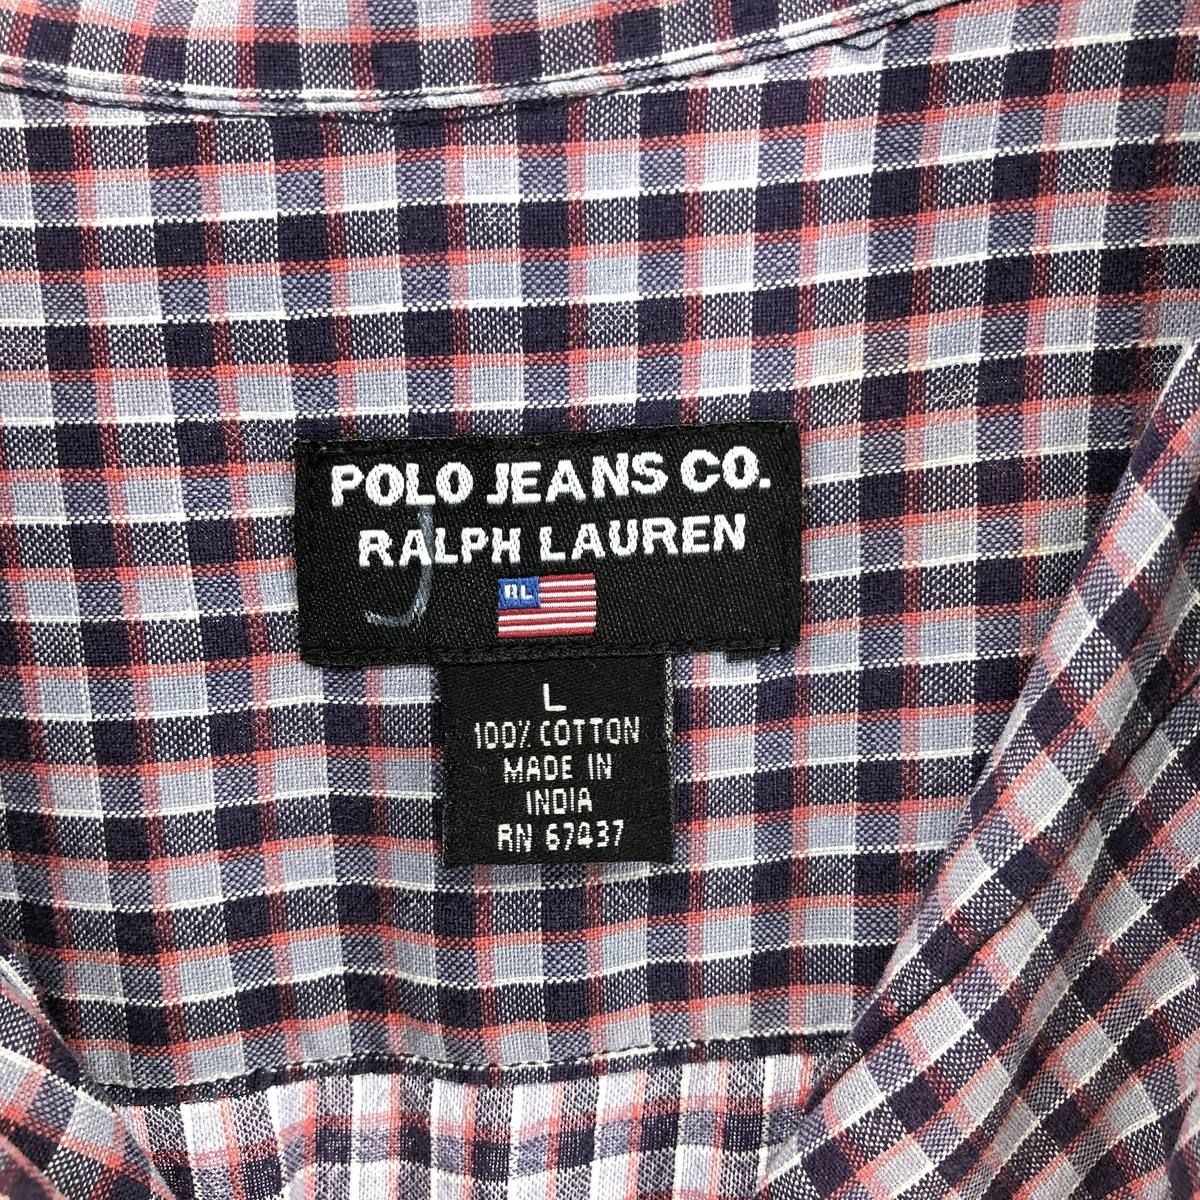 POLO JEANS CO.
RALPH LAUREN
RL
L
100% COTTON
MADE IN
INDIA
RN 67437